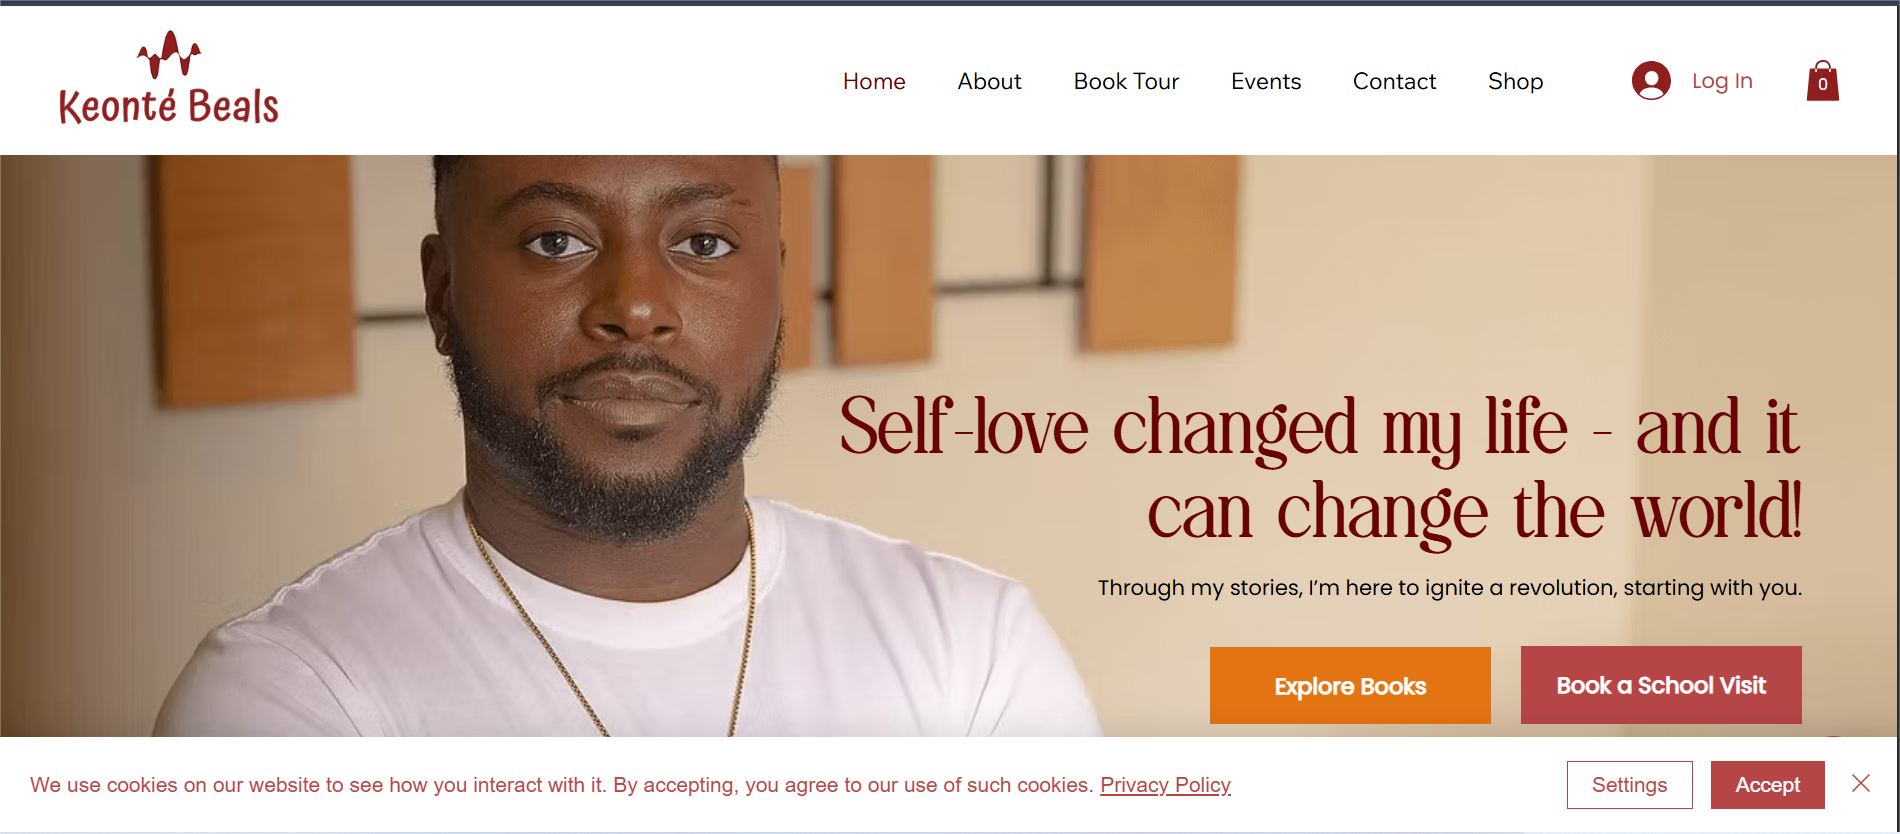 Keonté Beals
Home
About
Book Tour
Events
Contact
Shop
Log In
0
Self-love changed my life - and it
can change the world!
Through my stories, I'm here to ignite a revolution, starting with you.
Explore Books
Book a School Visit
We use cookies on our website to see how you interact with it. By accepting, you agree to our use of such cookies. Privacy Policy
Settings
Accept